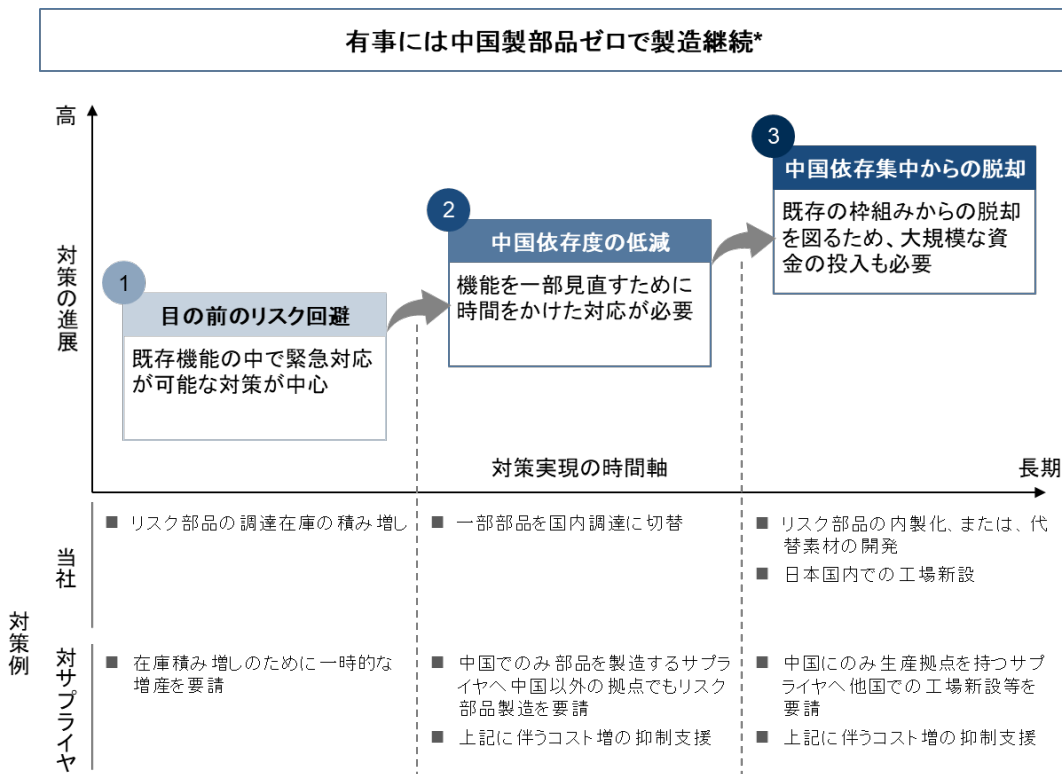 有事には中国製部品ゼロで製造継続*
高
対策の進展
3
中国依存集中からの脱却
既存の枠組みからの脱却
を図るため、大規模な資
金の投入も必要
2
中国依存度の低減
機能を一部見直すために
時間をかけた対応が必要
1
目の前のリスク回避
既存機能の中で緊急対応
が可能な対策が中心
対策実現の時間軸
長期
対策例
当社
■ リスク部品の調達在庫の積み増し
■ 一部部品を国内調達に切替
■ リスク部品の内製化、または、代
替素材の開発
■ 日本国内での工場新設
対サプライヤ
■ 在庫積み増しのために一時的な
増産を要請
■ 中国でのみ部品を製造するサプラ
イヤへ中国以外の拠点でもリスク
部品製造を要請
■ 上記に伴うコスト増の抑制支援
■ 中国にのみ生産拠点を持つサプ
ライヤへ他国での工場新設等を
要請
■ 上記に伴うコスト増の抑制支援